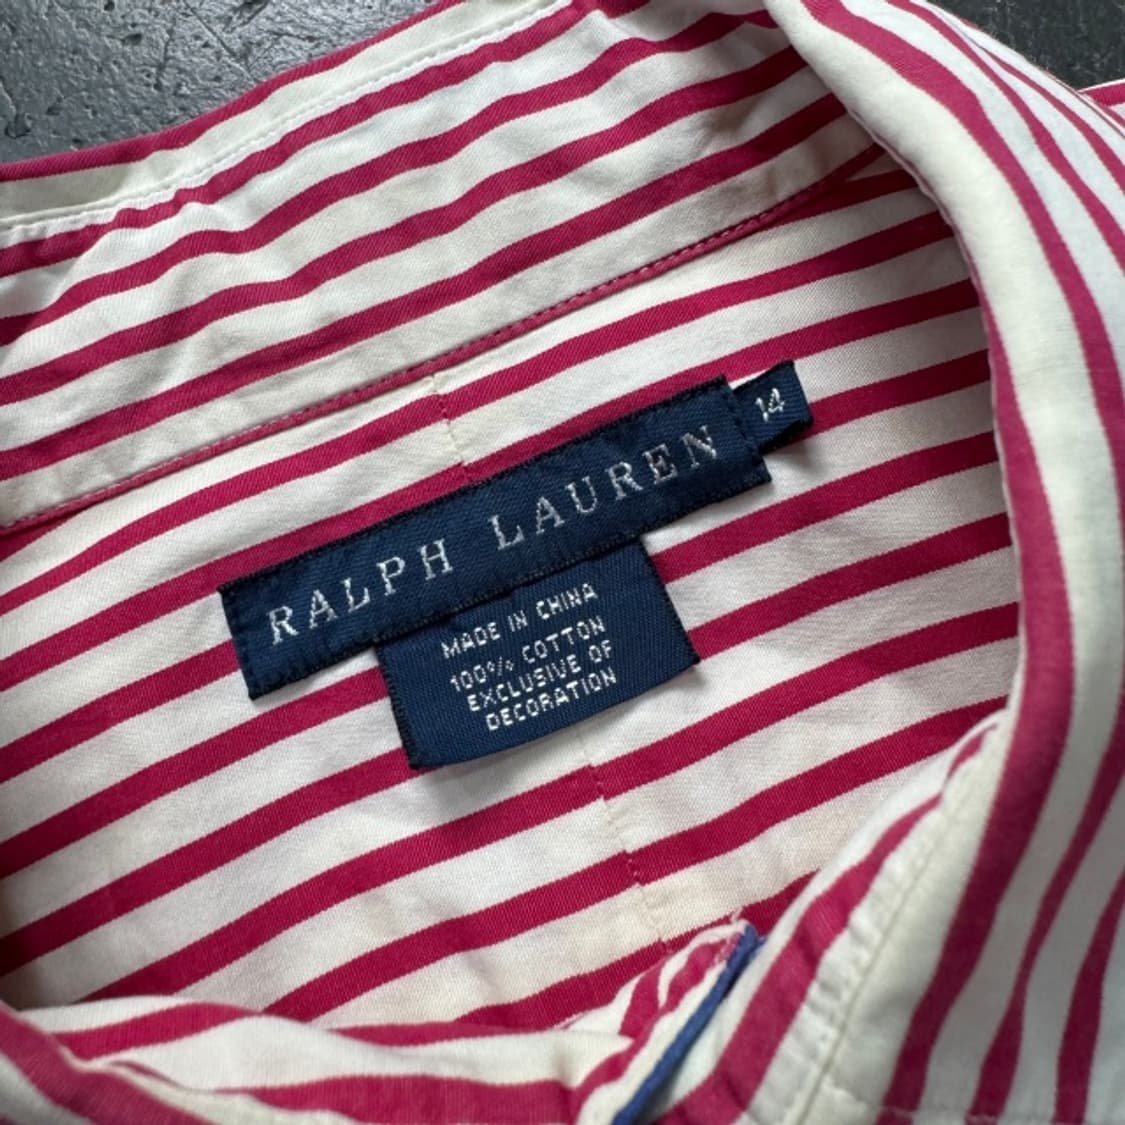 RALPH LAUREN
14
MADE IN CHINA
100% COTTON
EXCLUSIVE OF
DECORATION